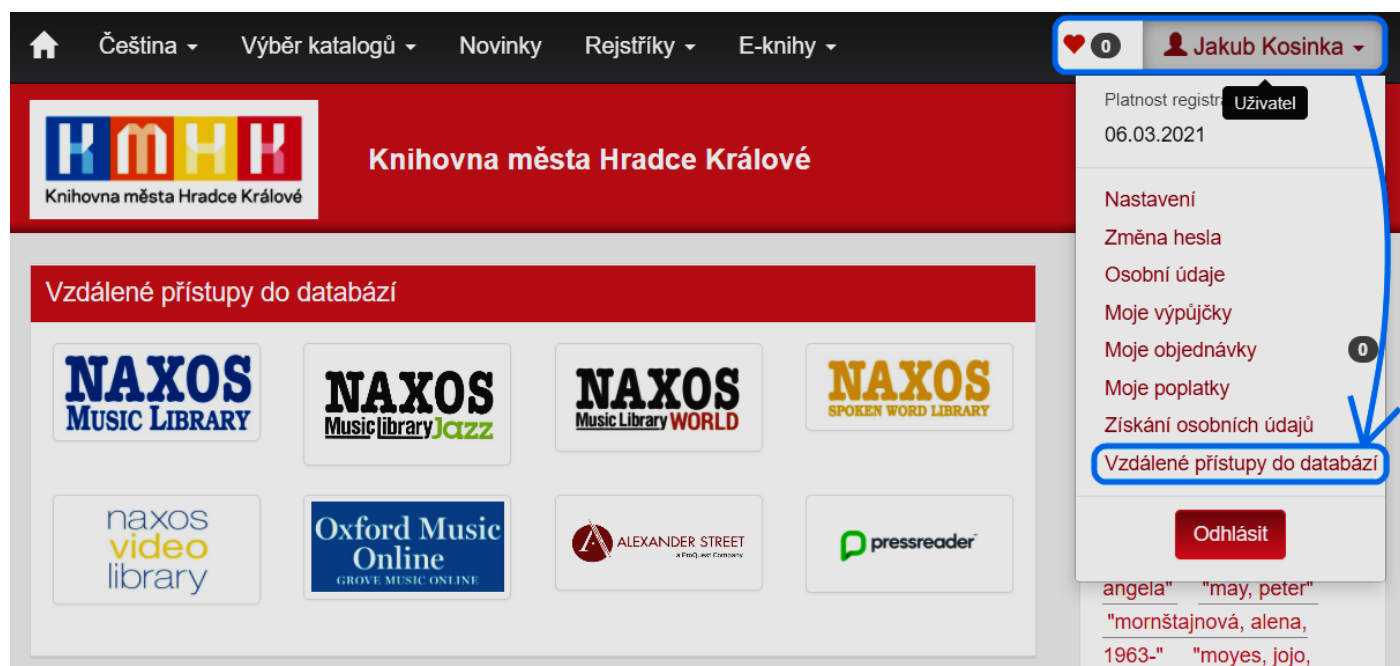 Čeština
Výběr katalogů
Novinky
Rejstříky
E-knihy
0
Jakub Kosinka
Uživatel
Platnost
06.03.2021
KMHK
Knihovna města Hradce Králové
Knihovna města Hradce Králové
Nastavení
Změna hesla
Osobní údaje
Moje výpůjčky
Moje objednávky 0
Moje poplatky
Získání osobních údajů
Vzdálené přístupy do databází
Odhlásit
Vzdálené přístupy do databází
NAXOS
MUSIC LIBRARY
NAXOS
Music library Jazz
NAXOS
Music Library WORLD
NAXOS
SPOKEN WORD LIBRARY
naxos
video
library
Oxford Music
Online
GROVE MUSIC ONLINE
ALEXANDER STREET
a ProQuest Company
pressreader
angela" "may, peter"
"mornštajnová, alena,
1963-" "moyes, jojo,